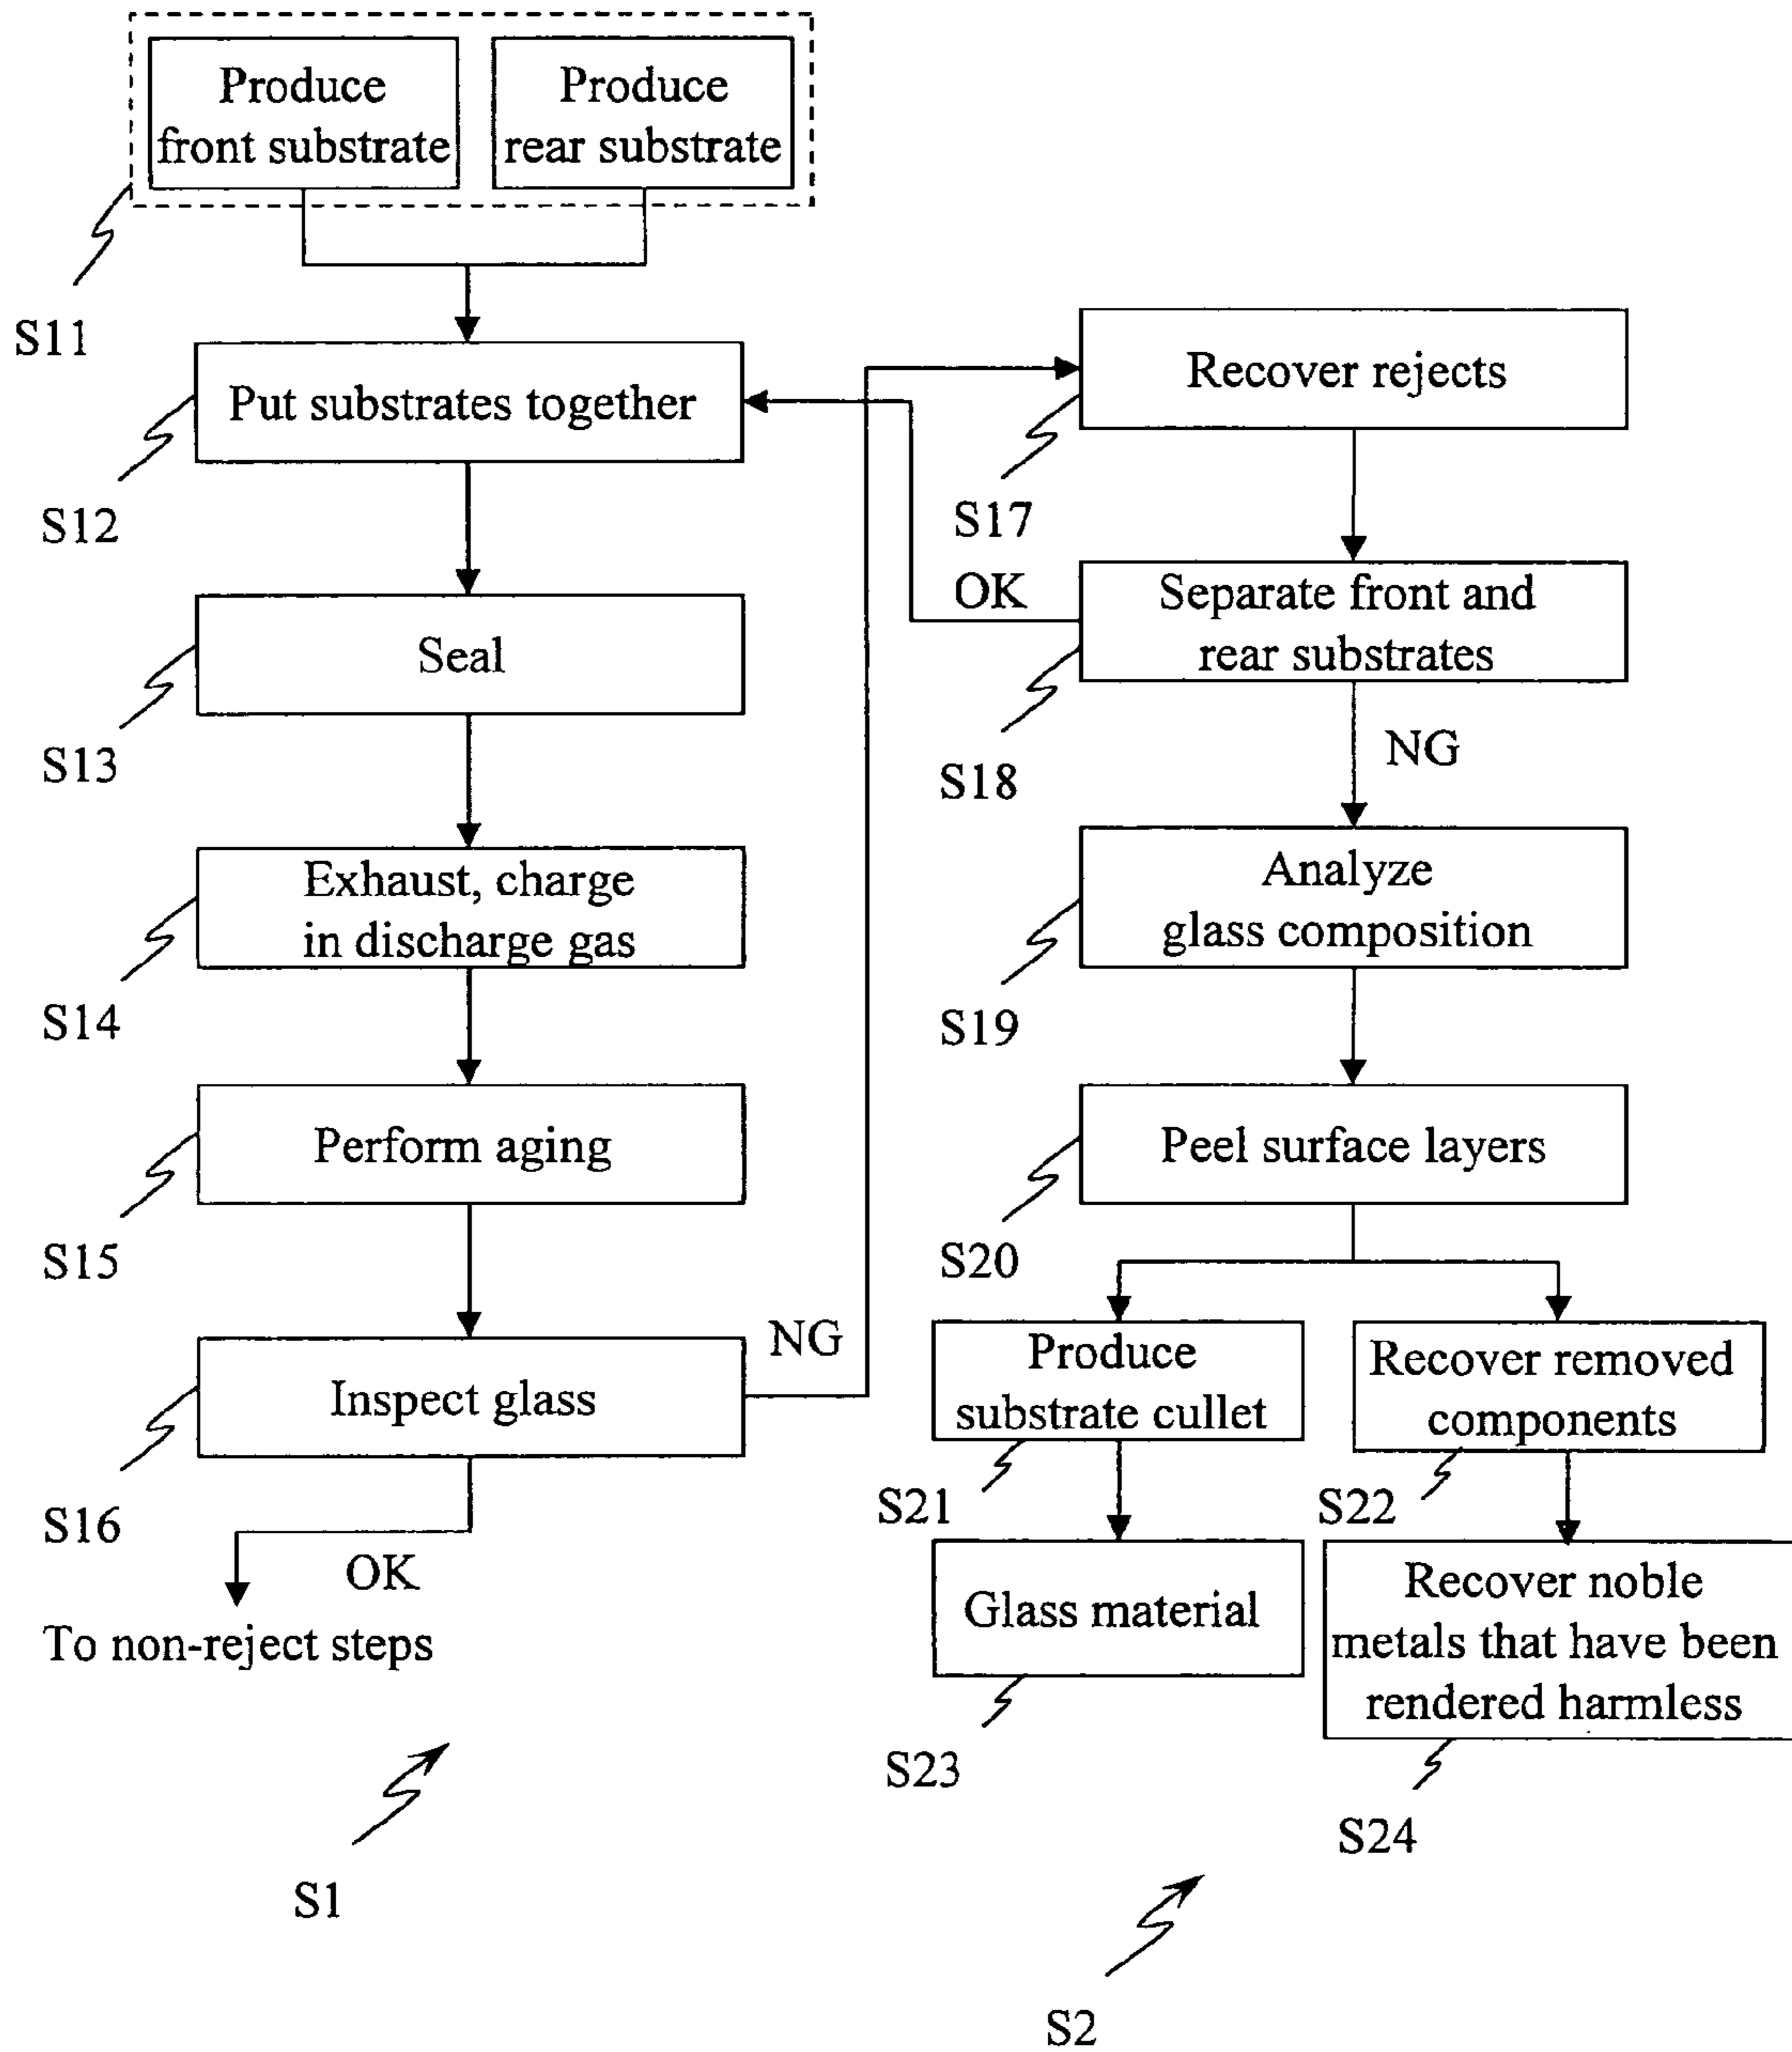 Produce
front substrate
Produce
rear substrate
S11
Put substrates together
S12
Seal
S13
Exhaust, charge
in discharge gas
S14
Perform aging
S15
Inspect glass
NG
S16
OK
To non-reject steps
S1
Recover rejects
S17
OK
Separate front and
rear substrates
S18
NG
Analyze
glass composition
S19
Peel surface layers
S20
Produce
substrate cullet
S21
Recover removed
components
S22
Glass material
S23
Recover noble
metals that have been
rendered harmless
S24
S2